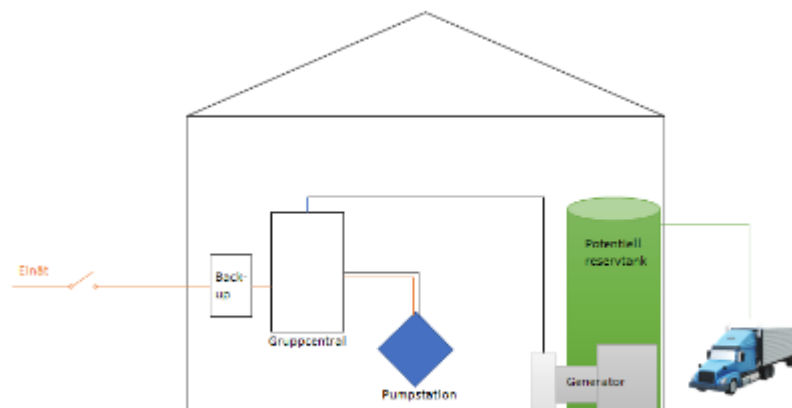 Potentiell
reservtank
Elnät
Back-
up
Gruppcentral
Generator
Pumpstation